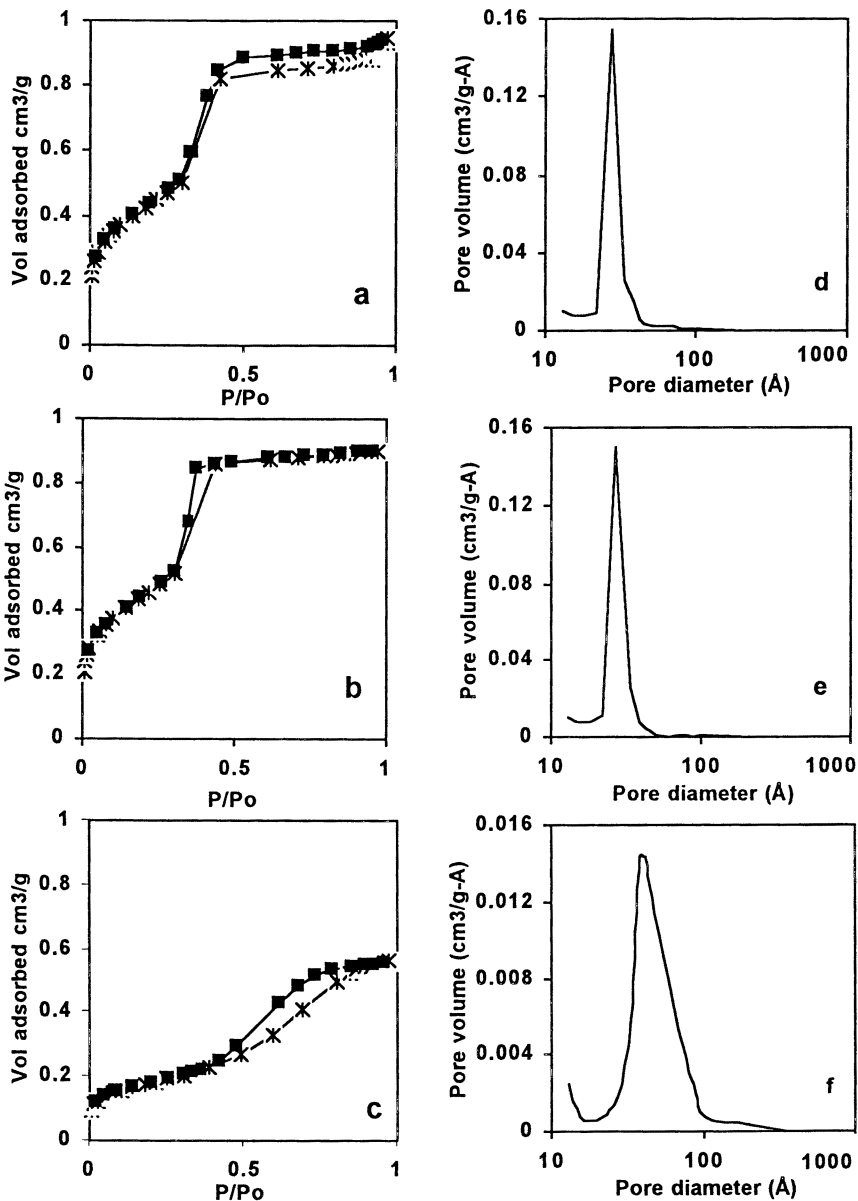 Vol adsorbed cm3/g
1
0.8
0.6
0.4
0.2
0
a
0 0.5 1
P/Po
Pore volume (cm3/g-A)
0.16
0.12
0.08
0.04
0
d
10 100 1000
Pore diameter (Å)
Vol adsorbed cm3/g
1
0.8
0.6
0.4
0.2
0
b
0 0.5 1
P/Po
Pore volume (cm3/g-A)
0.16
0.12
0.08
0.04
0
e
10 100 1000
Pore diameter (Å)
Vol adsorbed cm3/g
1
0.8
0.6
0.4
0.2
0
c
0 0.5 1
P/Po
Pore volume (cm3/g-A)
0.016
0.012
0.008
0.004
0
f
10 100 1000
Pore diameter (Å)